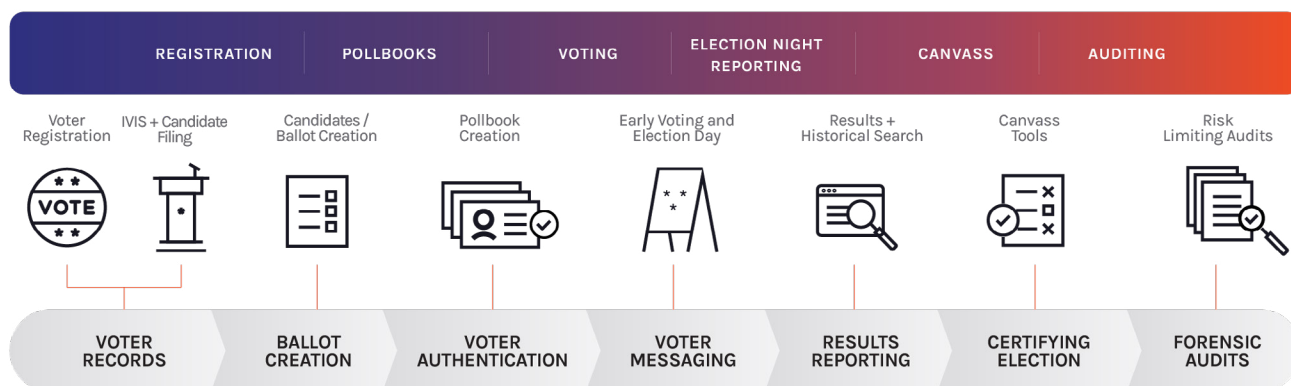 REGISTRATION
POLLBOOKS
VOTING
ELECTION NIGHT
REPORTING
CANVASS
AUDITING
Voter
Registration
IVIS + Candidate
Filing
Candidates /
Ballot Creation
Pollbook
Creation
Early Voting and
Election Day
Results +
Historical Search
Canvass
Tools
Risk
Limiting Audits
VOTE
VOTER
RECORDS
BALLOT
CREATION
VOTER
AUTHENTICATION
VOTER
MESSAGING
RESULTS
REPORTING
CERTIFYING
ELECTION
FORENSIC
AUDITS